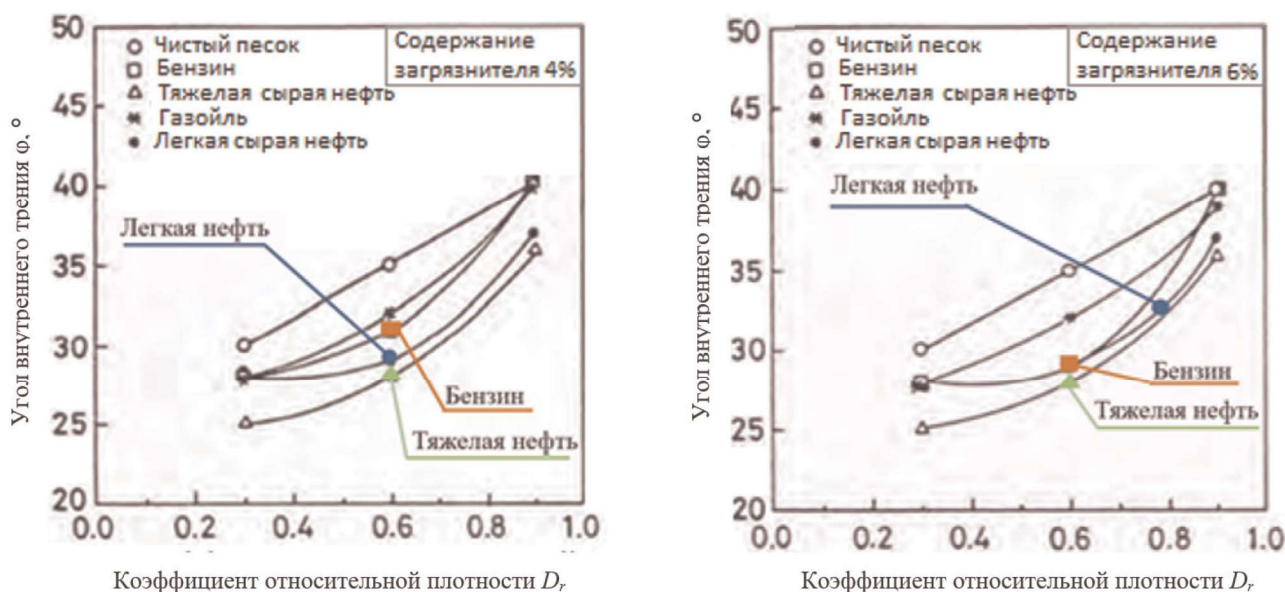 Угол внутреннего трения φ, °
50
45
40
35
30
25
20
Чистый песок
Бензин
Тяжелая сырая нефть
Газойль
Легкая сырая нефть
Содержание
загрязнителя 4%
Легкая нефть
Бензин
Тяжелая нефть
0.0 0.2 0.4 0.6 0.8 1.0
Коэффициент относительной плотности Dr
Угол внутреннего трения φ, °
50
45
40
35
30
25
20
Чистый песок
Бензин
Тяжелая сырая нефть
Газойль
Легкая сырая нефть
Содержание
загрязнителя 6%
Легкая нефть
Бензин
Тяжелая нефть
0.0 0.2 0.4 0.6 0.8 1.0
Коэффициент относительной плотности Dr